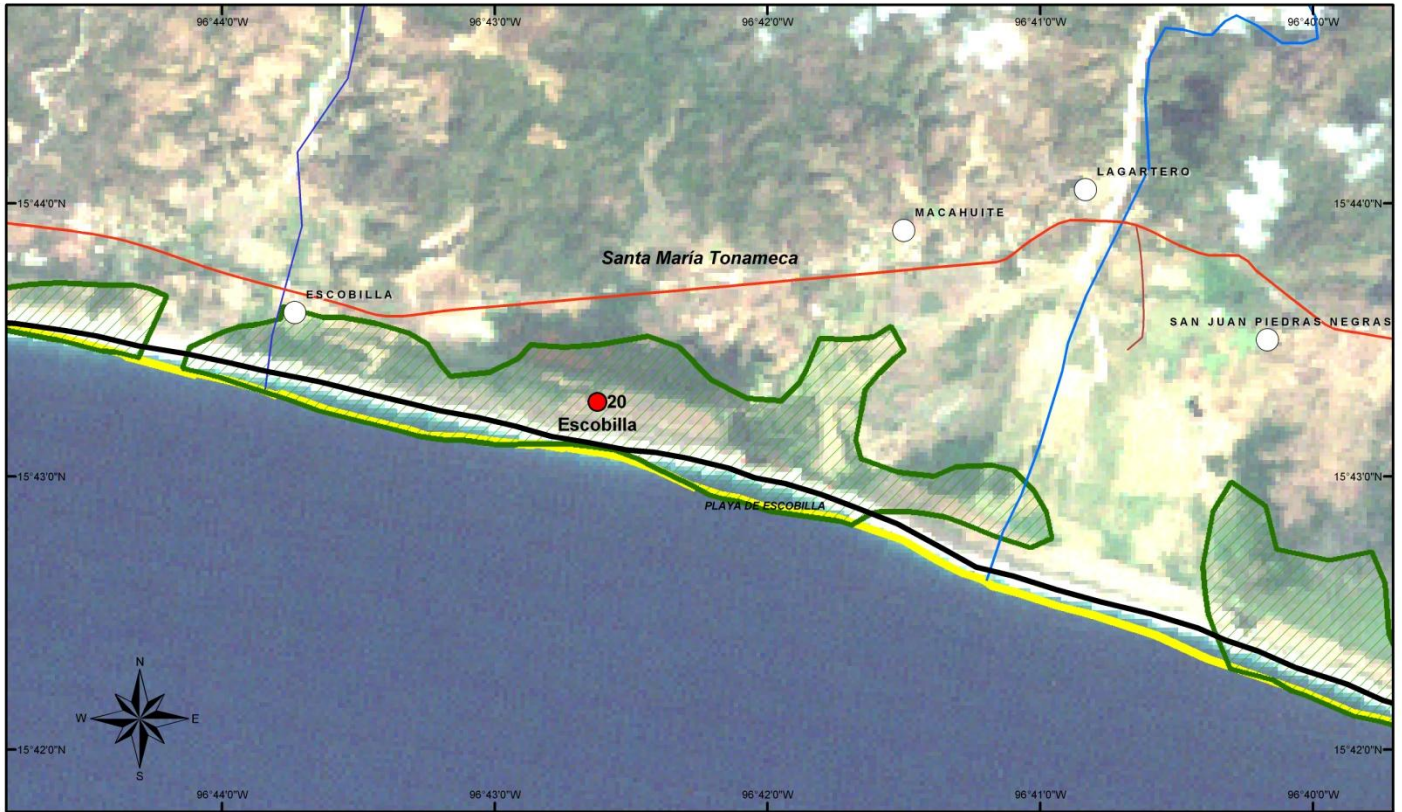 96°44'0"W 96°43'0"W 96°42'0"W 96°41'0"W 96°40'0"W
LAGARTERO
15°44'0"N 15°44'0"N
MACAHUITE
Santa María Tonameca
ESCOBILLA
SAN JUAN PIEDRAS NEGRAS
20
Escobilla
15°43'0"N 15°43'0"N
PLAYA DE ESCOBILLA
N
W E
S
15°42'0"N 15°42'0"N
96°44'0"W 96°43'0"W 96°42'0"W 96°41'0"W 96°40'0"W